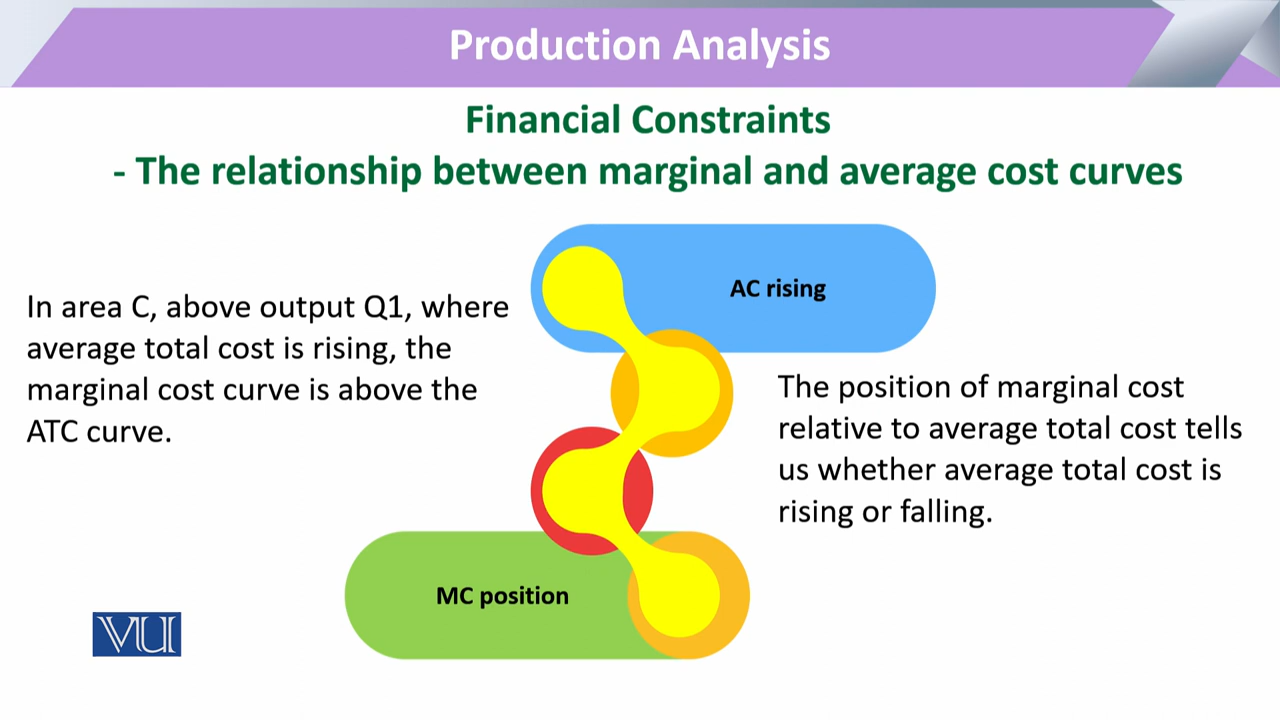 Production Analysis
Financial Constraints
- The relationship between marginal and average cost curves
AC rising
In area C, above output Q1, where
average total cost is rising, the
marginal cost curve is above the
ATC curve.
The position of marginal cost
relative to average total cost tells
us whether average total cost is
rising or falling.
MC position
VU